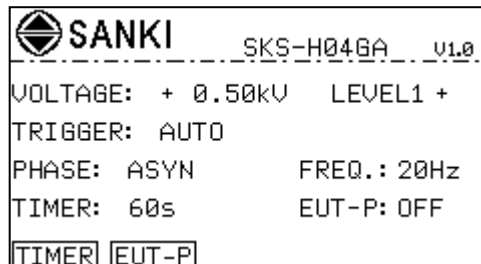 SANKI SKS-H04GA V1.0
VOLTAGE: + 0.50kV LEVEL1 +
TRIGGER: AUTO
PHASE: ASYN FREQ.: 20Hz
TIMER: 60s EUT-P: OFF
TIMER EUT-P